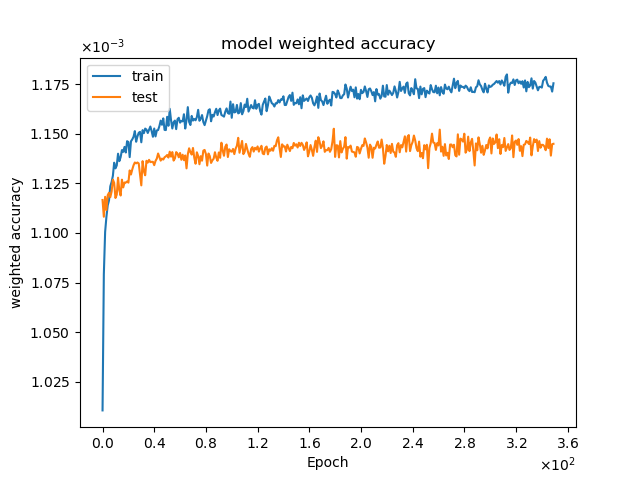 model weighted accuracy
×10⁻³
train
test
1.175
1.150
1.125
1.100
1.075
1.050
1.025
weighted accuracy
0.0 0.4 0.8 1.2 1.6 2.0 2.4 2.8 3.2 3.6
Epoch
×10²